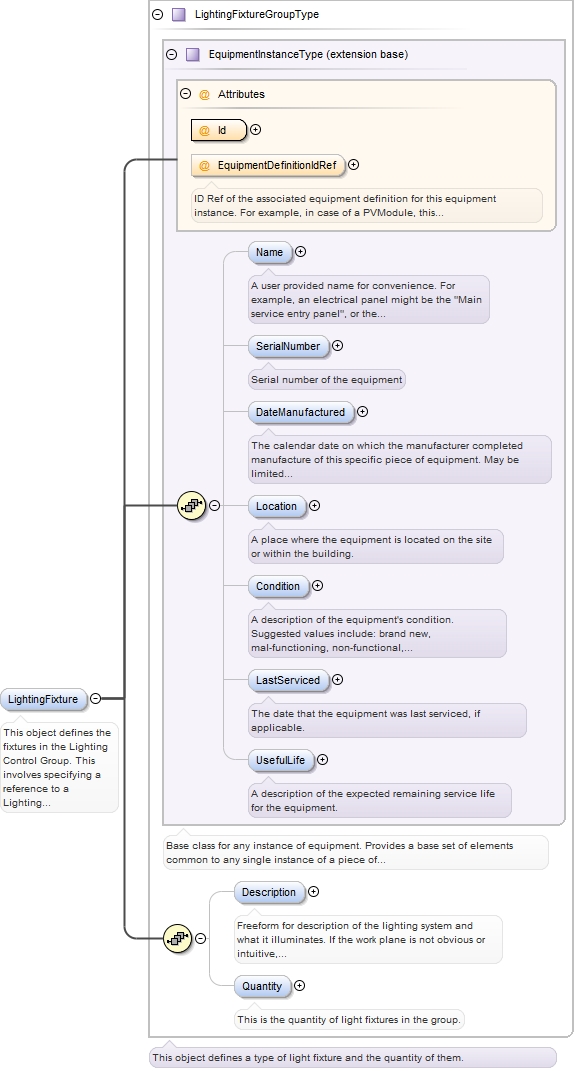 LightingFixtureGroupType
EquipmentInstanceType (extension base)
@ Attributes
@ Id
@ EquipmentDefinitionIdRef
ID Ref of the associated equipment definition for this equipment
instance. For example, in case of a PVModule, this...
Name
A user provided name for convenience. For
example, an electrical panel might be the "Main
service entry panel", or the...
SerialNumber
Serial number of the equipment
DateManufactured
The calendar date on which the manufacturer completed
manufacture of this specific piece of equipment. May be
limited...
Location
A place where the equipment is located on the site
or within the building.
Condition
A description of the equipment's condition.
Suggested values include: brand new,
mal-functioning, non-functional,...
LastServiced
The date that the equipment was last serviced, if
applicable.
UsefulLife
A description of the expected remaining service life
for the equipment.
LightingFixture
This object defines the
fixtures in the Lighting
Control Group. This
involves specifying a
reference to a
Lighting...
Base class for any instance of equipment. Provides a base set of elements
common to any single instance of a piece of...
Description
Freeform for description of the lighting system and
what it illuminates. If the work plane is not obvious or
intuitive,...
Quantity
This is the quantity of light fixtures in the group.
This object defines a type of light fixture and the quantity of them.